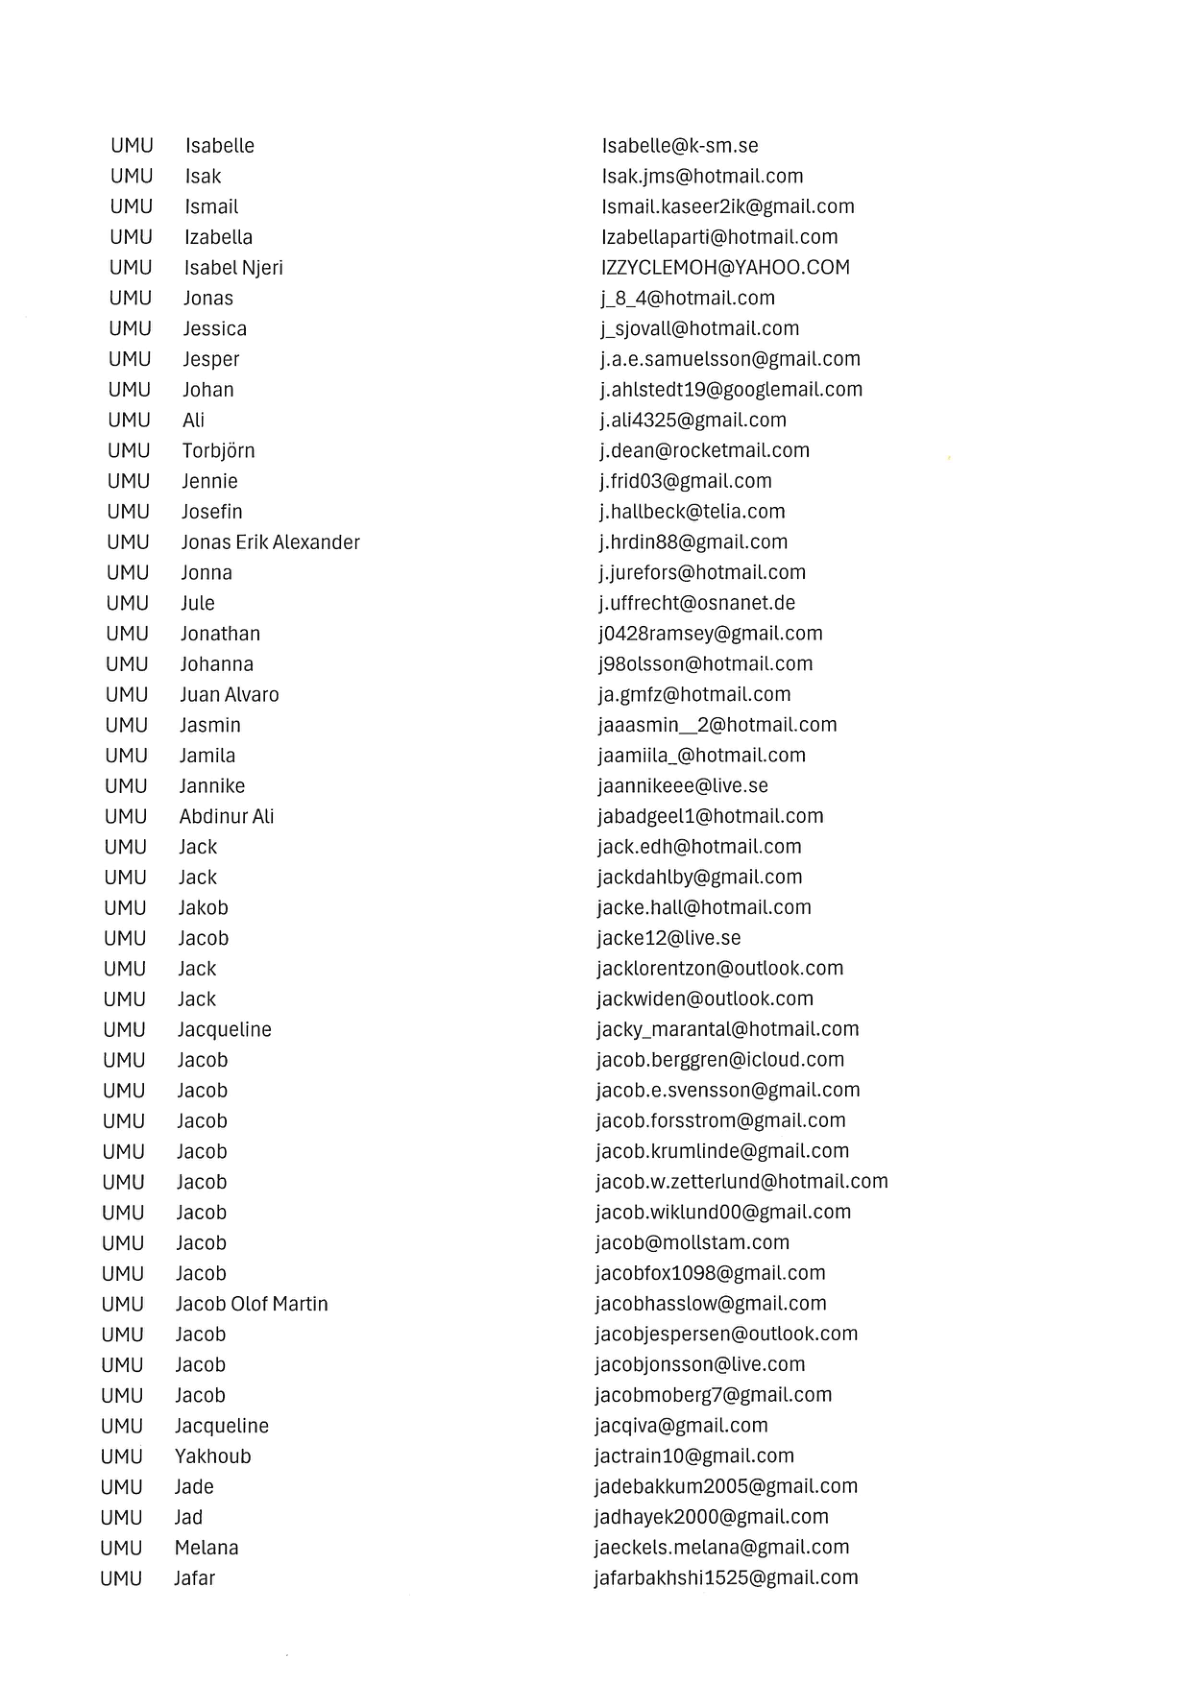 UMU Isabelle Isabelle@k-sm.se
UMU Isak Isak.jms@hotmail.com
UMU Ismail Ismail.kaseer2ik@gmail.com
UMU Izabella Izabellaparti@hotmail.com
UMU Isabel Njeri IZZYCLEMOH@YAHOO.COM
UMU Jonas j_8_4@hotmail.com
UMU Jessica j_sjovall@hotmail.com
UMU Jesper j.a.e.samuelsson@gmail.com
UMU Johan j.ahlstedt19@googlemail.com
UMU Ali j.ali4325@gmail.com
UMU Torbjörn j.dean@rocketmail.com
UMU Jennie j.frid03@gmail.com
UMU Josefin j.hallbeck@telia.com
UMU Jonas Erik Alexander j.hrdin88@gmail.com
UMU Jonna j.jurefors@hotmail.com
UMU Jule j.uffrecht@osnanet.de
UMU Jonathan j0428ramsey@gmail.com
UMU Johanna j98olsson@hotmail.com
UMU Juan Alvaro ja.gmfz@hotmail.com
UMU Jasmin jaaasmin__2@hotmail.com
UMU Jamila jaamiila_@hotmail.com
UMU Jannike jaannikeee@live.se
UMU Abdinur Ali jabadgeel1@hotmail.com
UMU Jack jack.edh@hotmail.com
UMU Jack jackdahlby@gmail.com
UMU Jakob jacke.hall@hotmail.com
UMU Jacob jacke12@live.se
UMU Jack jacklorentzon@outlook.com
UMU Jack jackwiden@outlook.com
UMU Jacqueline jacky_marantal@hotmail.com
UMU Jacob jacob.berggren@icloud.com
UMU Jacob jacob.e.svensson@gmail.com
UMU Jacob jacob.forsstrom@gmail.com
UMU Jacob jacob.krumlinde@gmail.com
UMU Jacob jacob.w.zetterlund@hotmail.com
UMU Jacob jacob.wiklund00@gmail.com
UMU Jacob jacob@mollstam.com
UMU Jacob jacobfox1098@gmail.com
UMU Jacob Olof Martin jacobhasslow@gmail.com
UMU Jacob jacobjespersen@outlook.com
UMU Jacob jacobjonsson@live.com
UMU Jacob jacobmoberg7@gmail.com
UMU Jacqueline jacqiva@gmail.com
UMU Yakhoub jactrain10@gmail.com
UMU Jade jadebakkum2005@gmail.com
UMU Jad jadhayek2000@gmail.com
UMU Melana jaeckels.melana@gmail.com
UMU Jafar jafarbakhshi1525@gmail.com